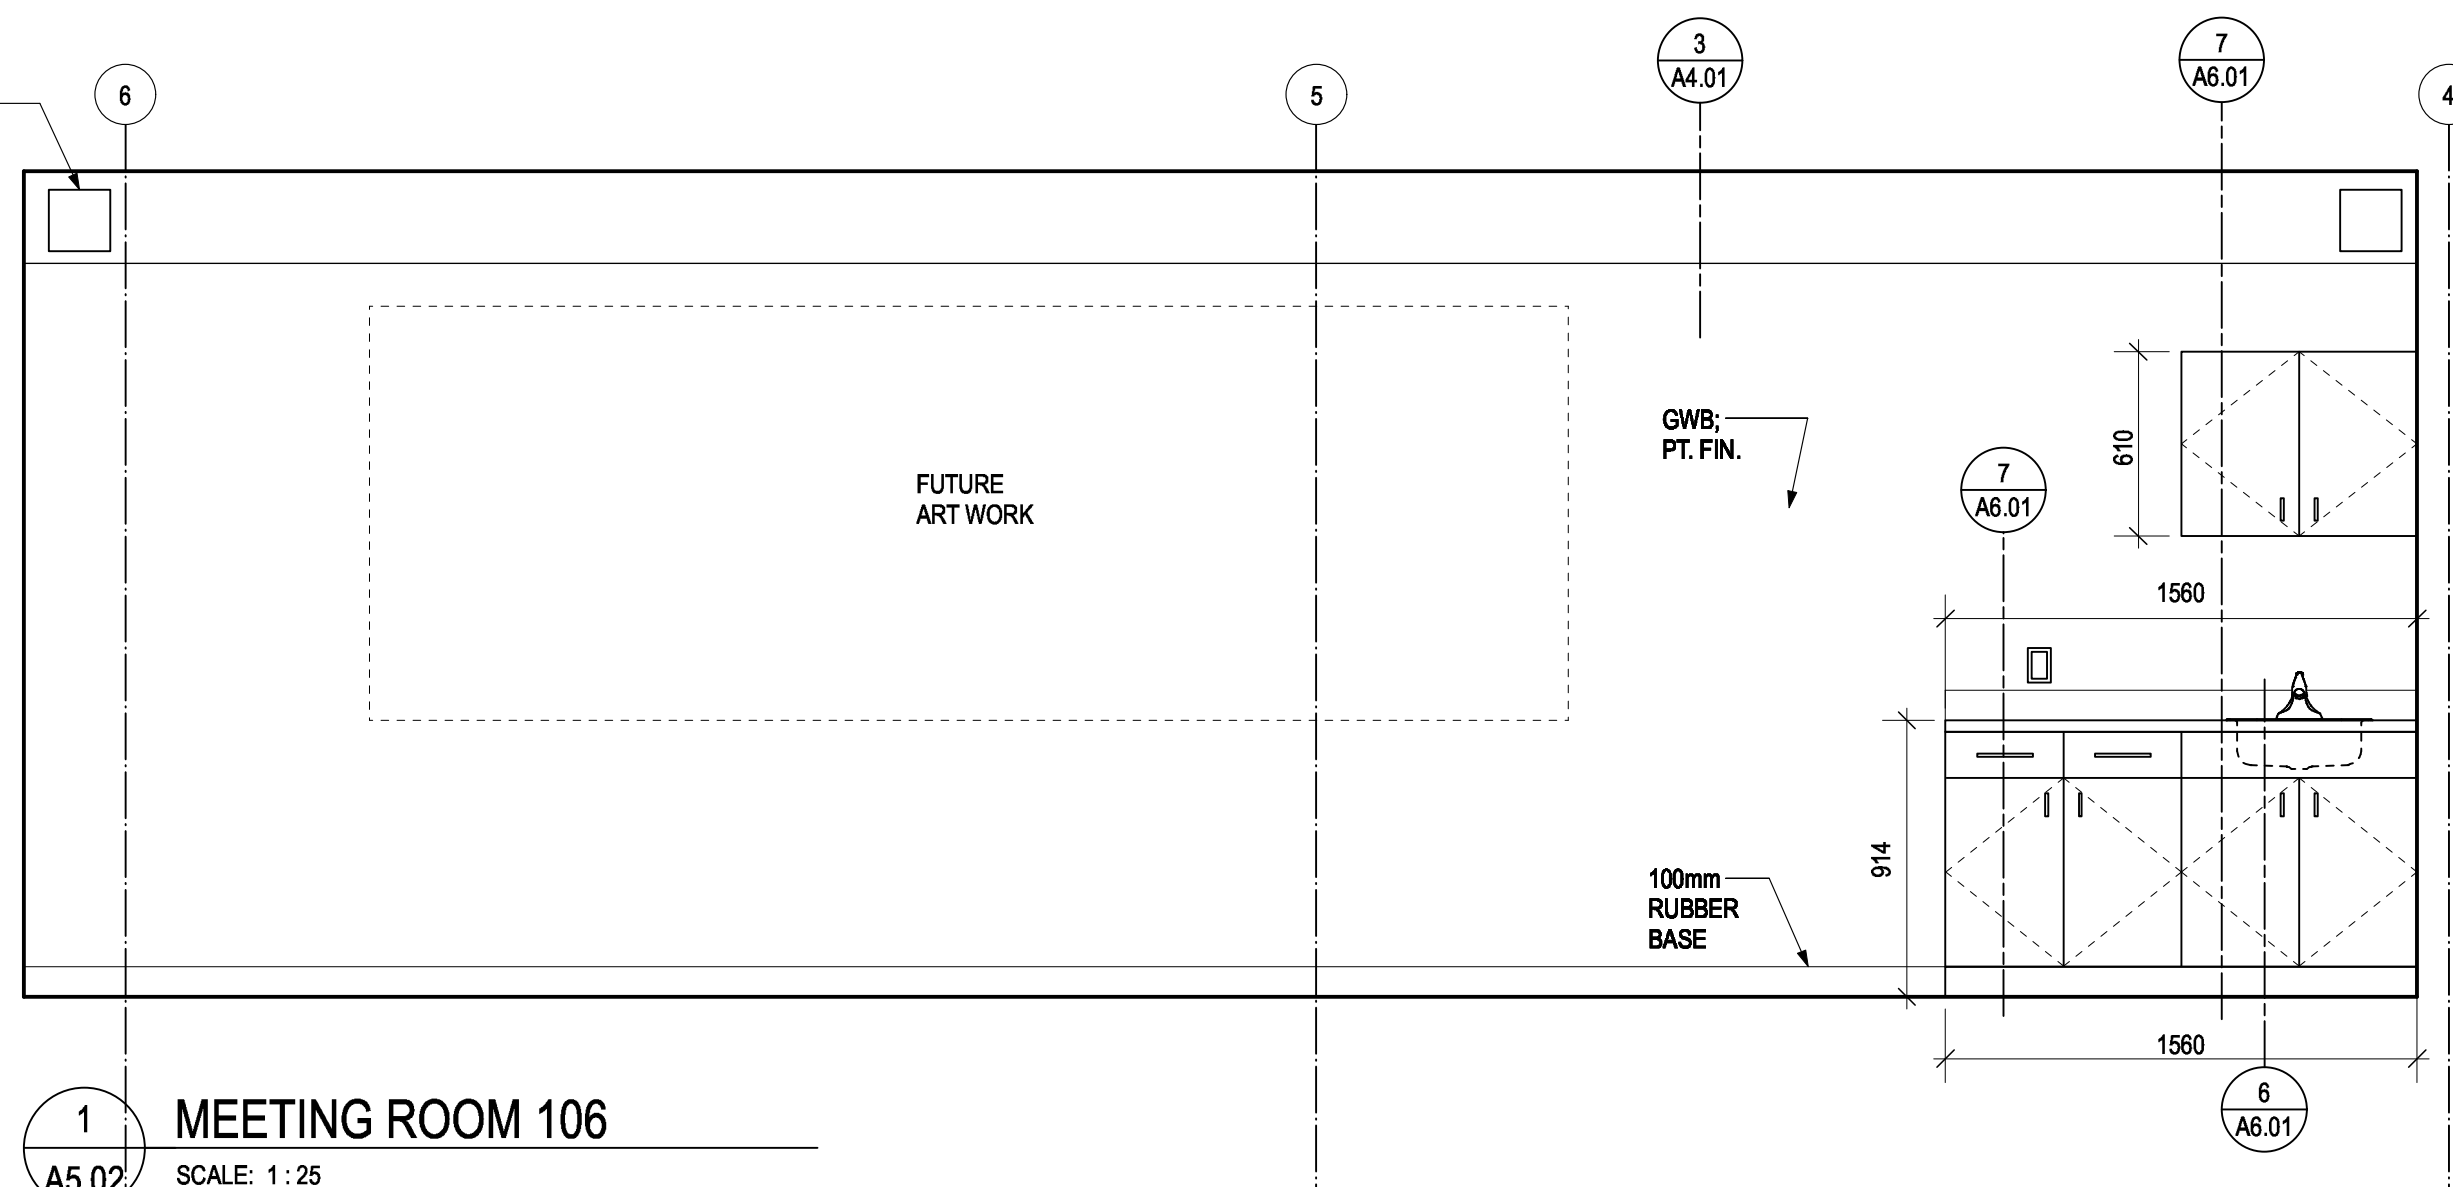 6
5
3
A4.01
7
A6.01
4
GWB;
PT. FIN.
610
7
A6.01
FUTURE
ART WORK
1560
914
100mm
RUBBER
BASE
1560
6
A6.01
1
A5.02
MEETING ROOM 106
SCALE: 1 : 25